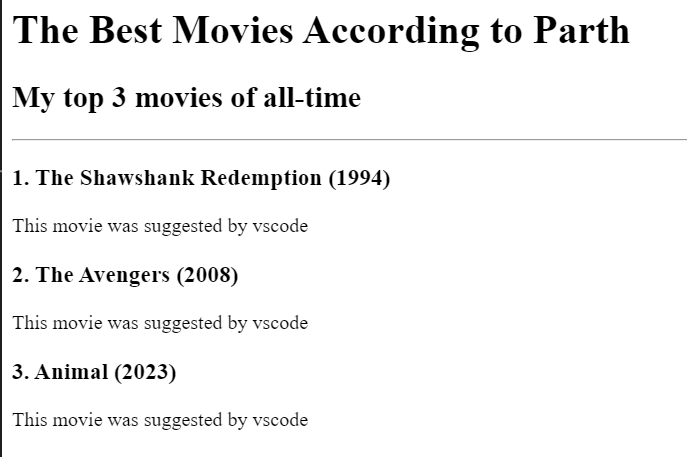 The Best Movies According to Parth
My top 3 movies of all-time
1. The Shawshank Redemption (1994)
This movie was suggested by vscode
2. The Avengers (2008)
This movie was suggested by vscode
3. Animal (2023)
This movie was suggested by vscode